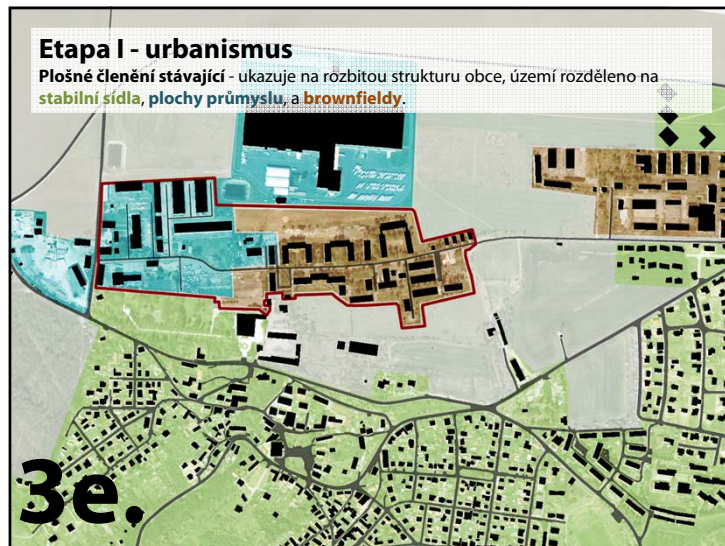 Etapa I - urbanismus
Plošné členění stávající - ukazuje na rozbitou strukturu obce, území rozděleno na
stabilní sídla, plochy průmyslu, a brownfieldy.
3e.